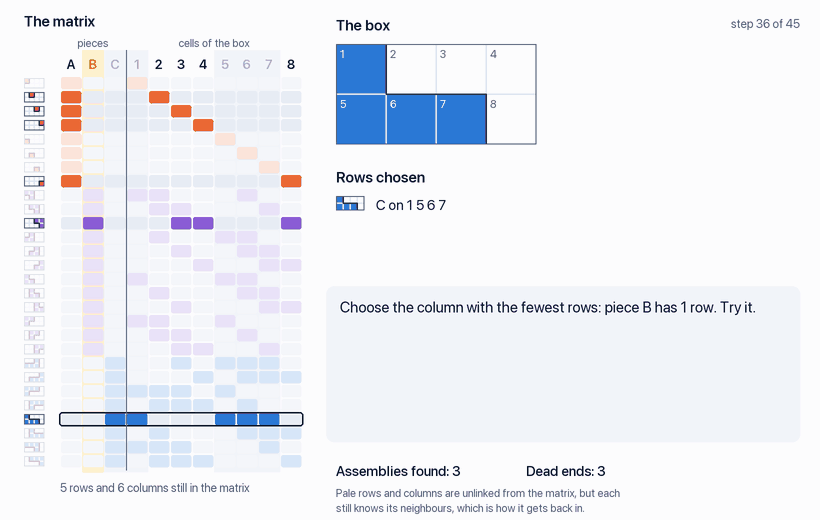 The matrix
pieces
cells of the box
A B C 1 2 3 4 5 6 7 8
5 rows and 6 columns still in the matrix
The box
step 36 of 45
1 2 3 4
5 6 7 8
Rows chosen
C on 1 5 6 7
Choose the column with the fewest rows: piece B has 1 row. Try it.
Assemblies found: 3
Dead ends: 3
Pale rows and columns are unlinked from the matrix, but each
still knows its neighbours, which is how it gets back in.